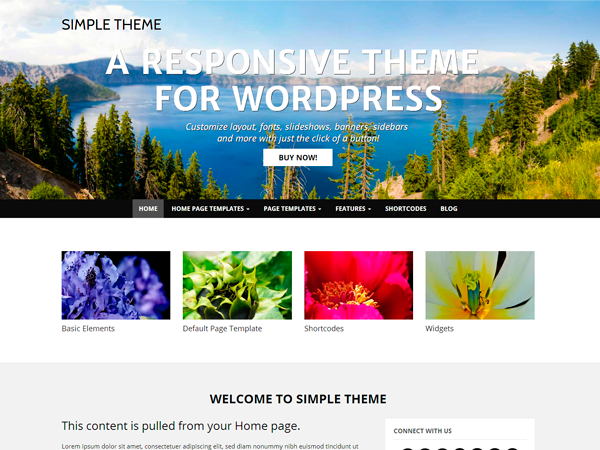 SIMPLE THEME
A RESPONSIVE THEME
FOR WORDPRESS
Customize layout, fonts, slideshows, banners, sidebars
and more with just the click of a button!
BUY NOW!
HOME HOME PAGE TEMPLATES PAGE TEMPLATES FEATURES SHORTCODES BLOG
Basic Elements Default Page Template Shortcodes Widgets
WELCOME TO SIMPLE THEME
This content is pulled from your Home page.
CONNECT WITH US
Lorem ipsum dolor sit amet, consectetuer adipiscing elit, sed diam nonummy nibh euismod tincidunt ut